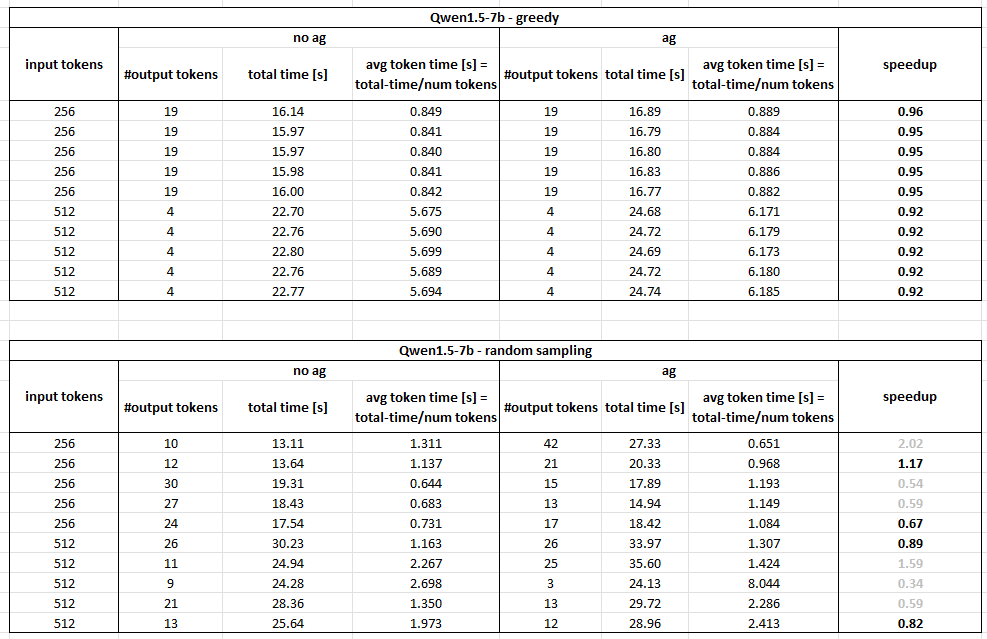 Qwen1.5-7b - greedy
no ag ag
input tokens #output tokens total time [s] avg token time [s] = total-time/num tokens #output tokens total time [s] avg token time [s] = total-time/num tokens speedup
256 19 16.14 0.849 19 16.89 0.889 0.96
256 19 15.97 0.841 19 16.79 0.884 0.95
256 19 15.97 0.840 19 16.80 0.884 0.95
256 19 15.98 0.841 19 16.83 0.886 0.95
256 19 16.00 0.842 19 16.77 0.882 0.95
512 4 22.70 5.675 4 24.68 6.171 0.92
512 4 22.76 5.690 4 24.72 6.179 0.92
512 4 22.80 5.699 4 24.69 6.173 0.92
512 4 22.76 5.689 4 24.72 6.180 0.92
512 4 22.77 5.694 4 24.74 6.185 0.92
Qwen1.5-7b - random sampling
no ag ag
input tokens #output tokens total time [s] avg token time [s] = total-time/num tokens #output tokens total time [s] avg token time [s] = total-time/num tokens speedup
256 10 13.11 1.311 42 27.33 0.651 2.02
256 12 13.64 1.137 21 20.33 0.968 1.17
256 30 19.31 0.644 15 17.89 1.193 0.54
256 27 18.43 0.683 13 14.94 1.149 0.59
256 24 17.54 0.731 17 18.42 1.084 0.67
512 26 30.23 1.163 26 33.97 1.307 0.89
512 11 24.94 2.267 25 35.60 1.424 1.59
512 9 24.28 2.698 3 24.13 8.044 0.34
512 21 28.36 1.350 13 29.72 2.286 0.59
512 13 25.64 1.973 12 28.96 2.413 0.82